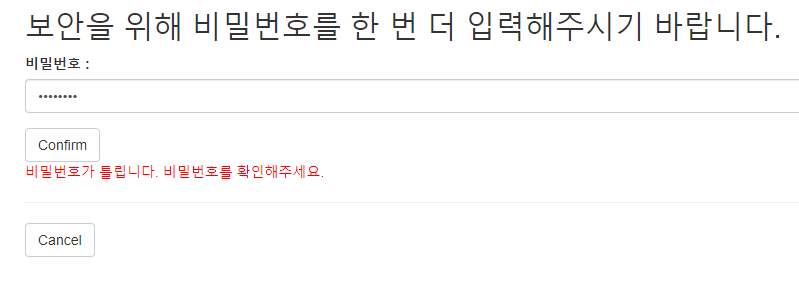 보안을 위해 비밀번호를 한 번 더 입력해주시기 바랍니다.
비밀번호 :
••••••••
Confirm
비밀번호가 틀립니다. 비밀번호를 확인해주세요.
Cancel